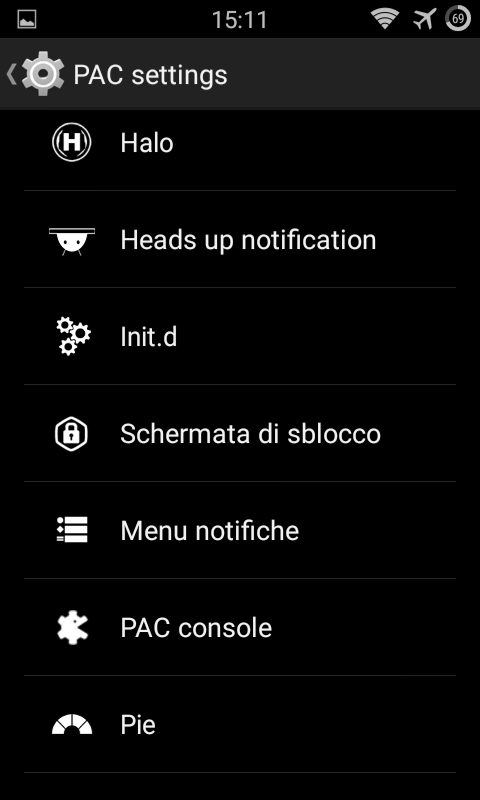 15:11
69
PAC settings
H
Halo
Heads up notification
Init.d
Schermata di sblocco
Menu notifiche
PAC console
Pie